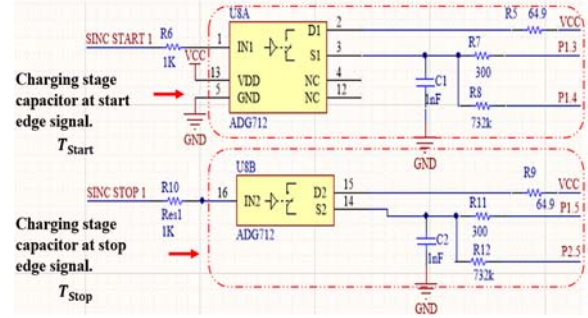 U8A
R5 64.9 VCC
SINC START 1 R6 1K
1 IN1 D1 2
S1 3
R7 300 P1.3
VCC
13 VDD NC 4
5 GND NC 12
C1 1nF
R8 732k P1.4
GND
ADG712
GND
Charging stage
capacitor at start
edge signal.
TStart
U8B
SINC STOP 1 R10 Res1 1K
16 IN2 D2 15
S2 14
R9 64.9 VCC
R11 300 P1.5
ADG712
C2 1nF
R12 732k P2.5
GND
Charging stage
capacitor at stop
edge signal.
TStop